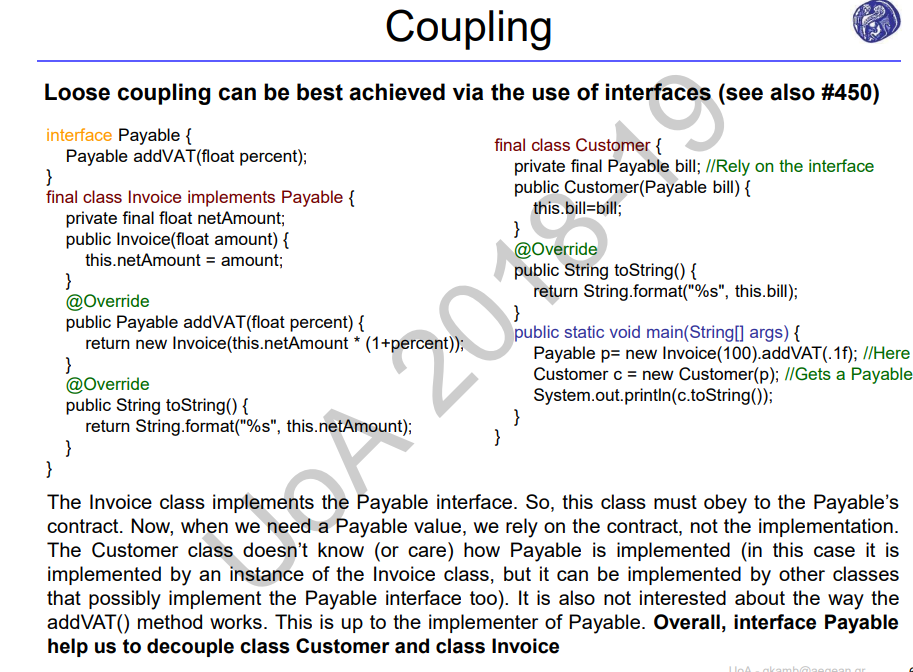 Coupling
Loose coupling can be best achieved via the use of interfaces (see also #450)
interface Payable {
Payable addVAT(float percent);
}
final class Invoice implements Payable {
private final float netAmount;
public Invoice(float amount) {
this.netAmount = amount;
}
@Override
public Payable addVAT(float percent) {
return new Invoice(this.netAmount * (1+percent));
}
@Override
public String toString() {
return String.format("%s", this.netAmount);
}
}
final class Customer {
private final Payable bill; //Rely on the interface
public Customer(Payable bill) {
this.bill=bill;
}
@Override
public String toString() {
return String.format("%s", this.bill);
}
public static void main(String[] args) {
Payable p= new Invoice(100).addVAT(.1f); //Here
Customer c = new Customer(p); //Gets a Payable
System.out.println(c.toString());
}
}
The Invoice class implements the Payable interface. So, this class must obey to the Payable's
contract. Now, when we need a Payable value, we rely on the contract, not the implementation.
The Customer class doesn't know (or care) how Payable is implemented (in this case it is
implemented by an instance of the Invoice class, but it can be implemented by other classes
that possibly implement the Payable interface too). It is also not interested about the way the
addVAT() method works. This is up to the implementer of Payable. Overall, interface Payable
help us to decouple class Customer and class Invoice
UoA 2018-19